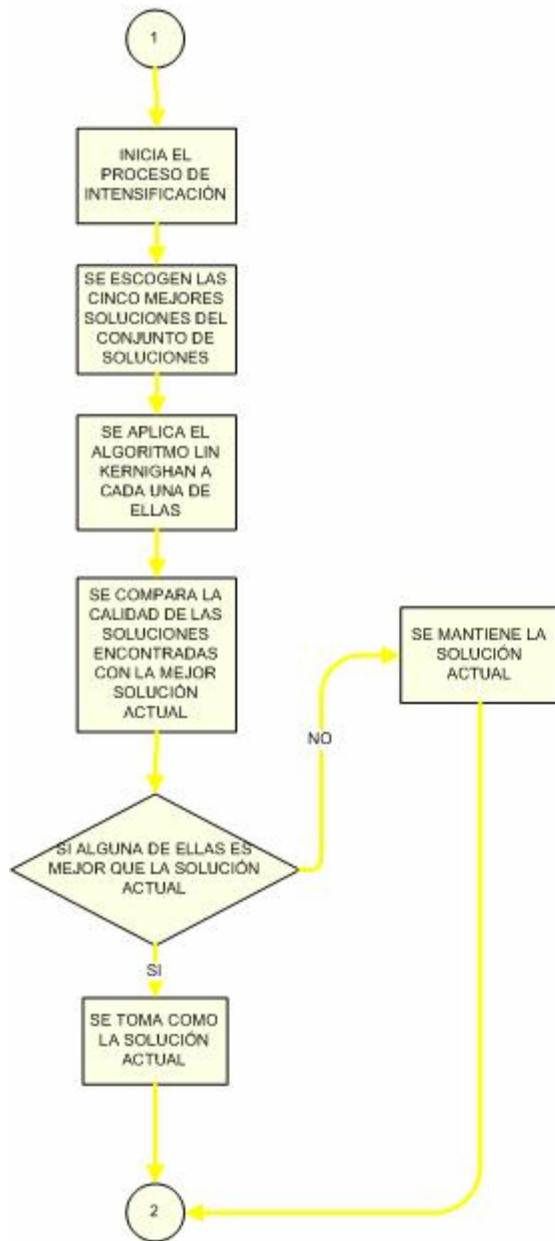 1
INICIA EL
PROCESO DE
INTENSIFICACIÓN
SE ESCOGEN LAS
CINCO MEJORES
SOLUCIONES DEL
CONJUNTO DE
SOLUCIONES
SE APLICA EL
ALGORITMO LIN
KERNIGHAN A
CADA UNA DE
ELLAS
SE COMPARA LA
CALIDAD DE LAS
SOLUCIONES
ENCONTRADAS
CON LA MEJOR
SOLUCIÓN
ACTUAL
SI ALGUNA DE ELLAS ES
MEJOR QUE LA SOLUCIÓN
ACTUAL
NO
SE MANTIENE LA
SOLUCIÓN
ACTUAL
SI
SE TOMA COMO
LA SOLUCIÓN
ACTUAL
2